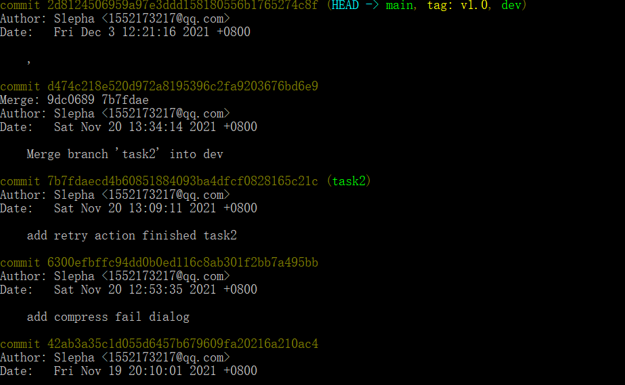 commit 2d8124506959a97e3ddd158180556b1765274c8f (HEAD -> main, tag: v1.0, dev)
Author: Slepha <1552173217@qq.com>
Date:   Fri Dec 3 12:21:16 2021 +0800
    ,
commit d474c218e520d972a8195396c2fa9203676bd6e9
Merge: 9dc0689 7b7fdae
Author: Slepha <1552173217@qq.com>
Date:   Sat Nov 20 13:34:14 2021 +0800
    Merge branch 'task2' into dev
commit 7b7fdaecd4b60851884093ba4dfcf0828165c21c (task2)
Author: Slepha <1552173217@qq.com>
Date:   Sat Nov 20 13:09:11 2021 +0800
    add retry action finished task2
commit 6300efbffc94dd0b0ed116c8ab301f2bb7a495bb
Author: Slepha <1552173217@qq.com>
Date:   Sat Nov 20 12:53:35 2021 +0800
    add compress fail dialog
commit 42ab3a35c1d055d6457b679609fa20216a210ac4
Author: Slepha <1552173217@qq.com>
Date:   Fri Nov 19 20:10:01 2021 +0800